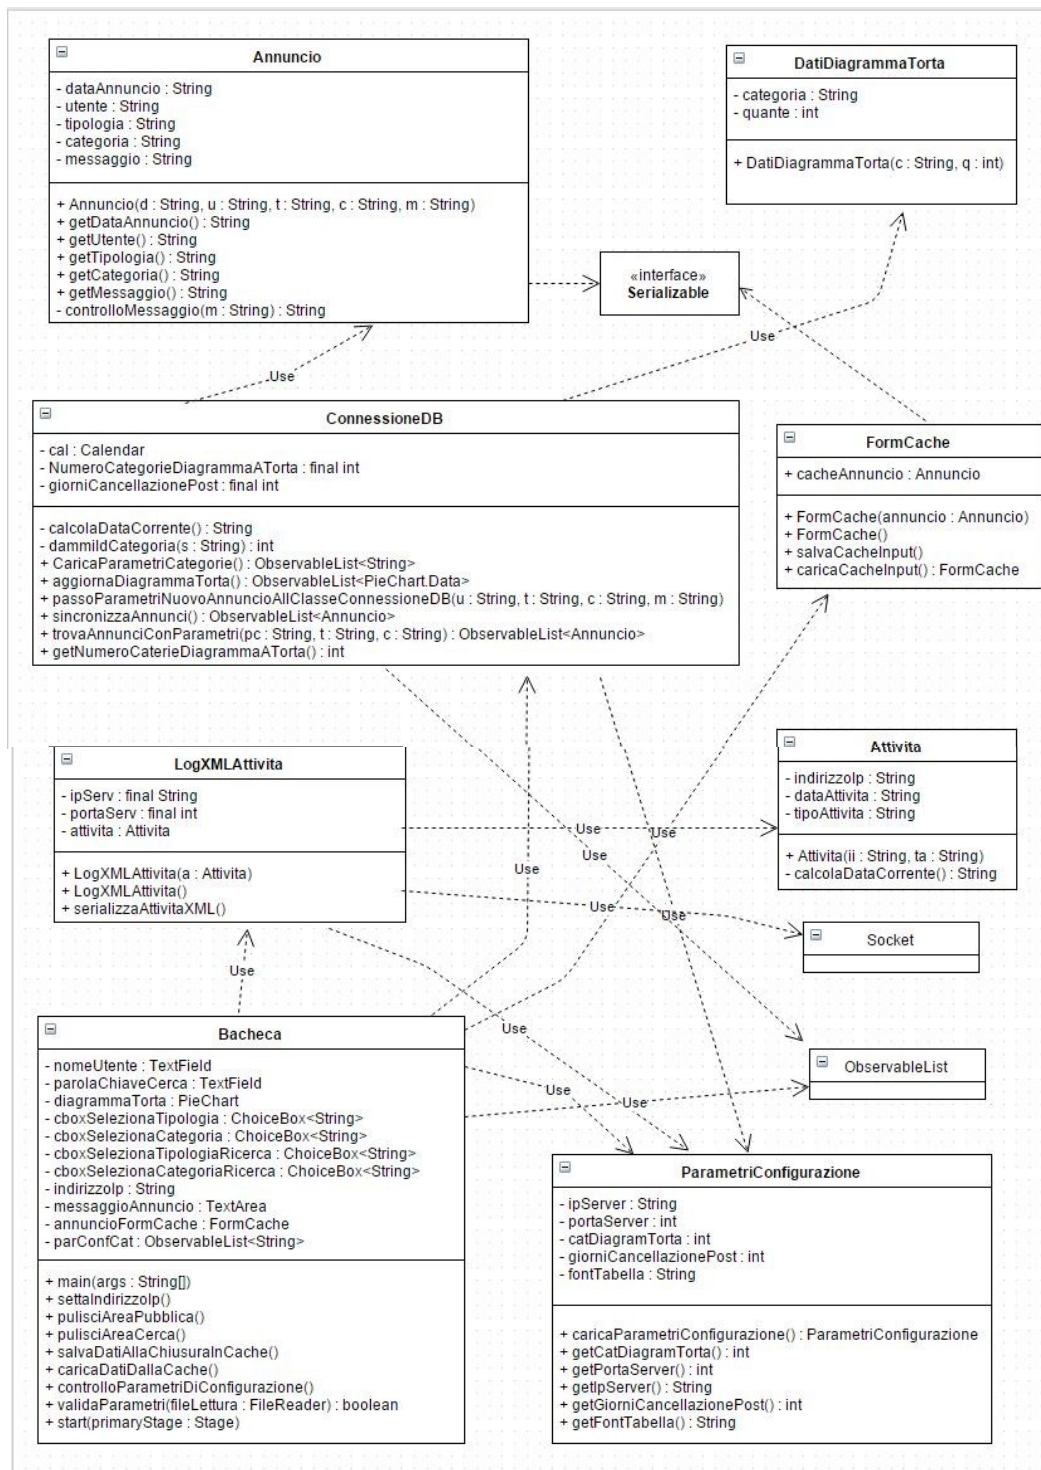 Annuncio
- dataAnnuncio : String
- utente : String
- tipologia : String
- categoria : String
- messaggio : String
+ Annuncio(d : String, u : String, t : String, c : String, m : String)
+ getDataAnnuncio() : String
+ getUtente() : String
+ getTipologia() : String
+ getCategoria() : String
+ getMessaggio() : String
- controlloMessaggio(m : String) : String
DatiDiagrammaTorta
- categoria : String
- quante : int
+ DatiDiagrammaTorta(c : String, q : int)
«interface»
Serializable
Use
Use
ConnessioneDB
- cal : Calendar
- NumeroCategorieDiagrammaATorta : final int
- giorniCancellazionePost : final int
- calcolaDataCorrente() : String
- dammiIdCategoria(s : String) : int
+ CaricaParametriCategorie() : ObservableList<String>
+ aggiornaDiagrammaTorta() : ObservableList<PieChart.Data>
+ passoParametriNuovoAnnuncioAllClasseConnessioneDB(u : String, t : String, c : String, m : String)
+ sincronizzaAnnunci() : ObservableList<Annuncio>
+ trovaAnnunciConParametri(pc : String, t : String, c : String) : ObservableList<Annuncio>
+ getNumeroCaterieDiagrammaATorta() : int
FormCache
+ cacheAnnuncio : Annuncio
+ FormCache(annuncio : Annuncio)
+ FormCache()
+ salvaCacheInput()
+ caricaCacheInput() : FormCache
LogXMLAttivita
- ipServ : final String
- portaServ : final int
- attivita : Attivita
+ LogXMLAttivita(a : Attivita)
+ LogXMLAttivita()
+ serializzaAttivitaXML()
Attivita
- indirizzoIp : String
- dataAttivita : String
- tipoAttivita : String
+ Attivita(ii : String, ta : String)
- calcolaDataCorrente() : String
Use
Use
Use
Use
Use
Use
Socket
Use
Use
ObservableList
Use
Use
Bacheca
- nomeUtente : TextField
- parolaChiaveCerca : TextField
- diagrammaTorta : PieChart
- cboxSelezionaTipologia : ChoiceBox<String>
- cboxSelezionaCategoria : ChoiceBox<String>
- cboxSelezionaTipologiaRicerca : ChoiceBox<String>
- cboxSelezionaCategoriaRicerca : ChoiceBox<String>
- indirizzoIp : String
- messaggioAnnuncio : TextArea
- annuncioFormCache : FormCache
- parConfCat : ObservableList<String>
+ main(args : String[])
+ settaIndirizzoIp()
+ pulisciAreaPubblica()
+ pulisciAreaCerca()
+ salvaDatiAllaChiusuraInCache()
+ caricaDatiDallaCache()
+ controlloParametriDiConfigurazione()
+ validaParametri(fileLettura : FileReader) : boolean
+ start(primaryStage : Stage)
ParametriConfigurazione
- ipServer : String
- portaServer : int
- catDiagramTorta : int
- giorniCancellazionePost : int
- fontTabella : String
+ caricaParametriConfigurazione() : ParametriConfigurazione
+ getCatDiagramTorta() : int
+ getPortaServer() : int
+ getIpServer() : String
+ getGiorniCancellazionePost() : int
+ getFontTabella() : String